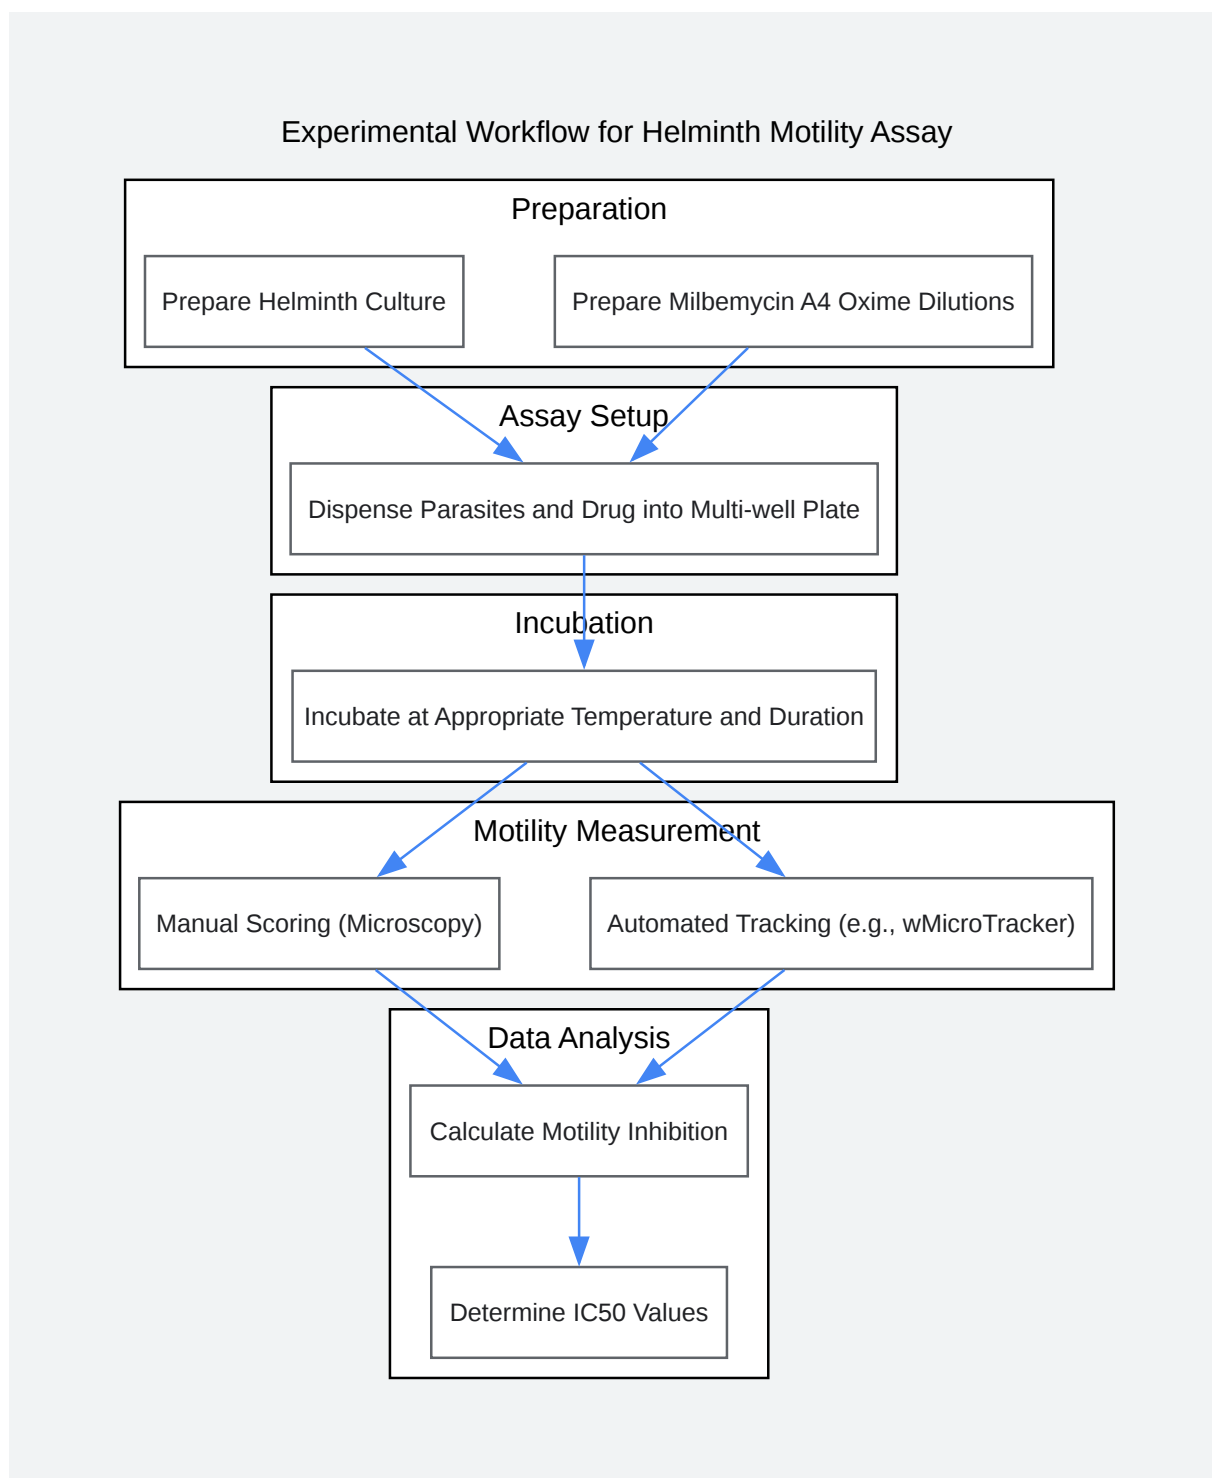 Experimental Workflow for Helminth Motility Assay
Preparation
Prepare Helminth Culture
Prepare Milbemycin A4 Oxime Dilutions
Assay Setup
Dispense Parasites and Drug into Multi-well Plate
Incubation
Incubate at Appropriate Temperature and Duration
Motility Measurement
Manual Scoring (Microscopy)
Automated Tracking (e.g., wMicroTracker)
Data Analysis
Calculate Motility Inhibition
Determine IC50 Values